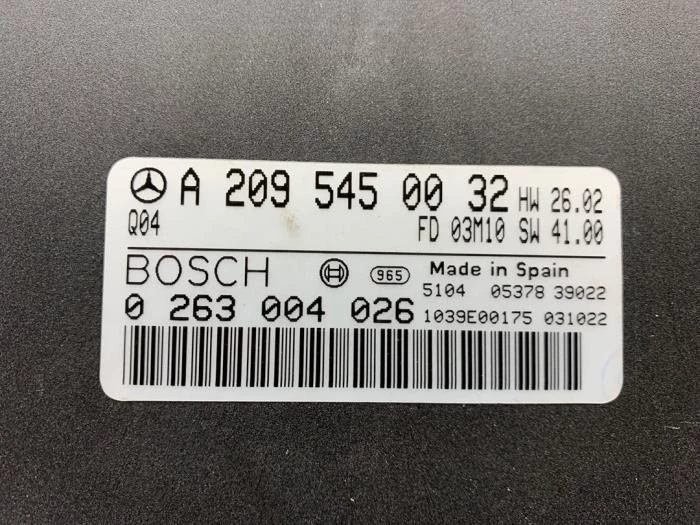 A 209 545 00 32 HW 26.02
Q04 FD 03M10 SW 41.00
BOSCH 965 Made in Spain
5104 05378 39022
0 263 004 026 1039E00175 031022